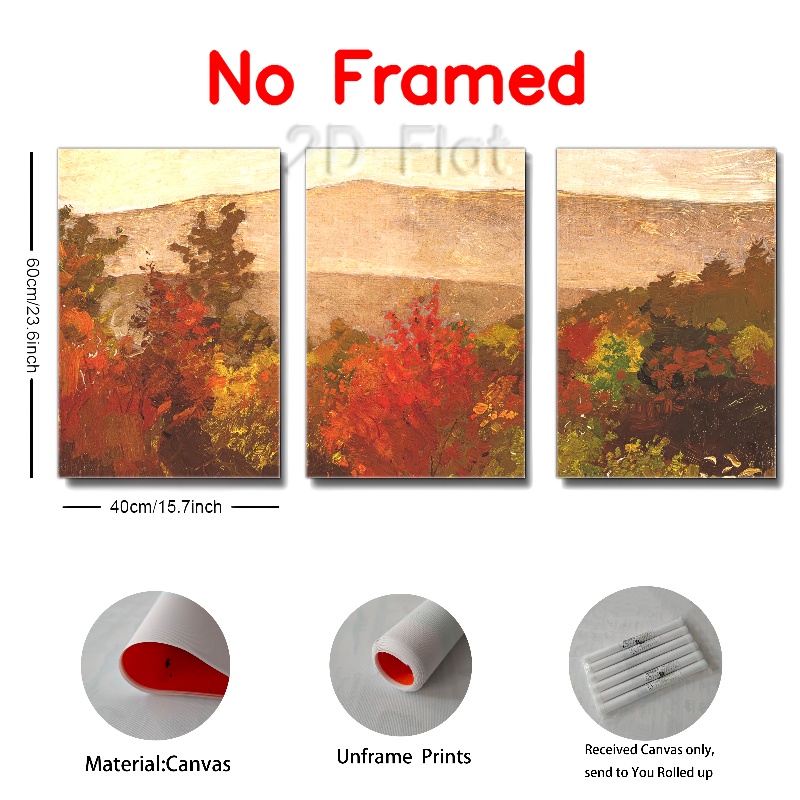 No Framed
2D Flat
60cm/23.6inch
40cm/15.7inch
Material:Canvas
Unframe Prints
Received Canvas only,
send to You Rolled up